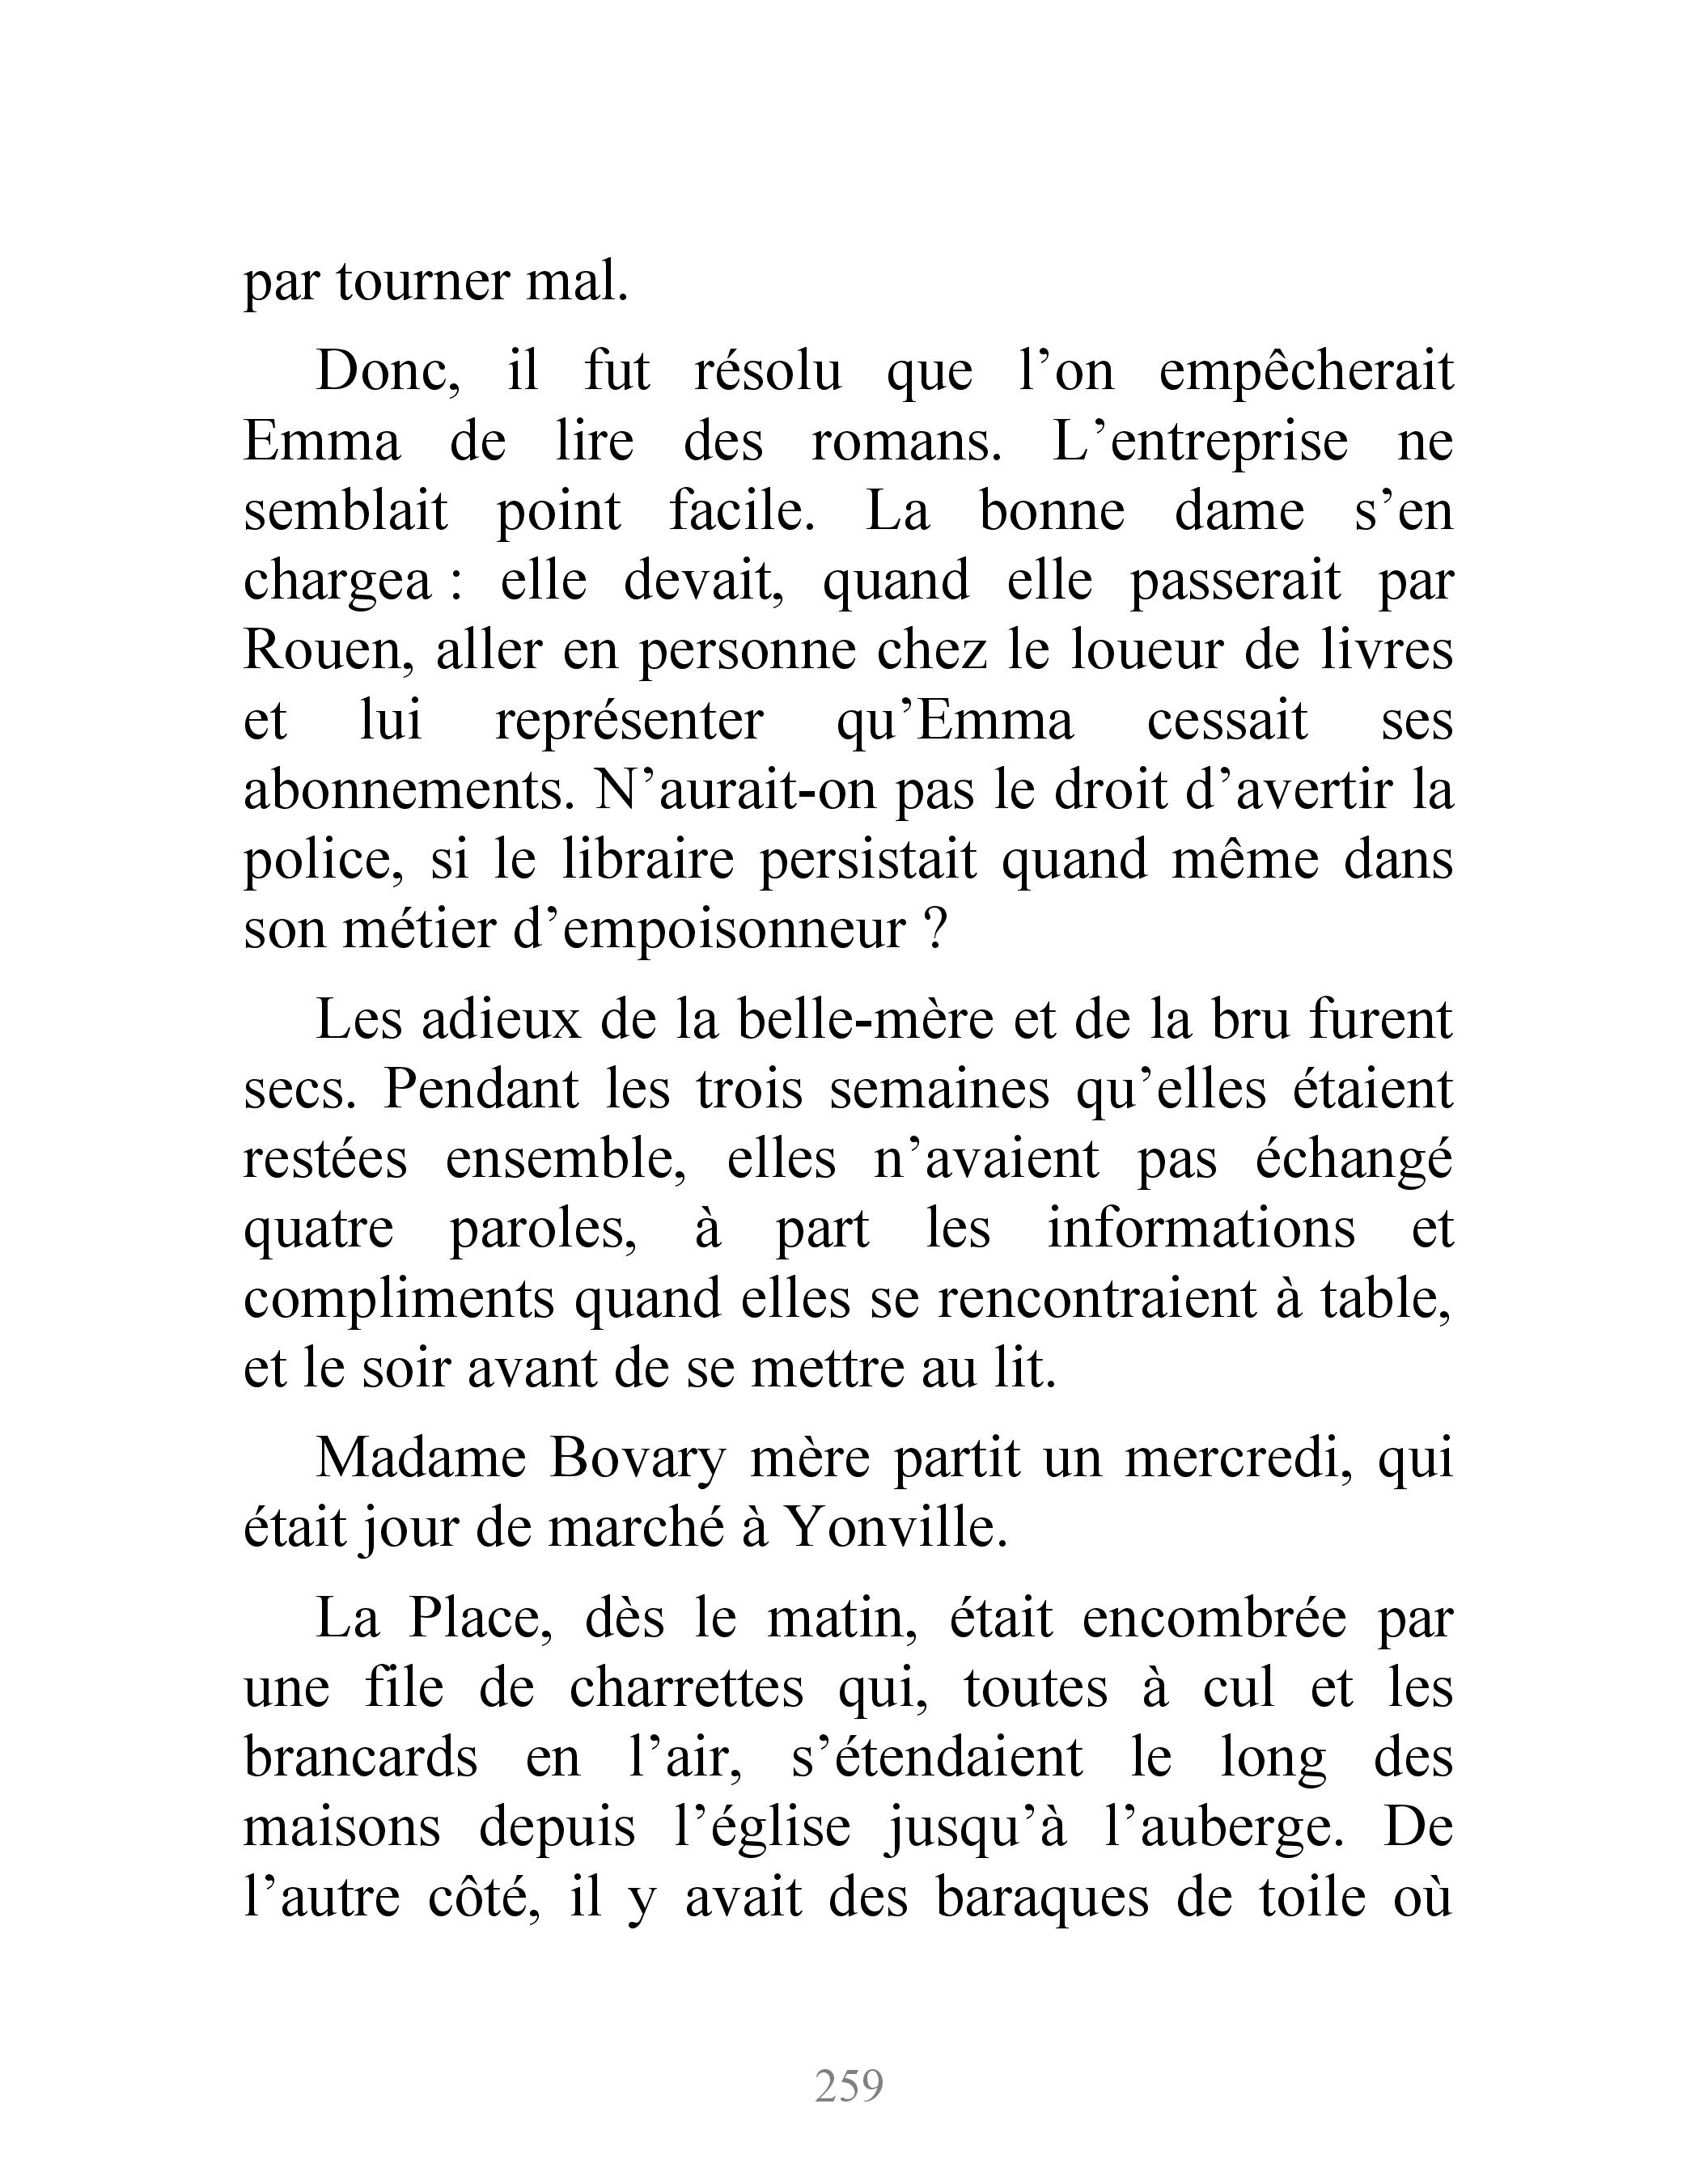 par tourner mal.
Donc, il fut résolu que l’on empêcherait
Emma de lire des romans. L’entreprise ne
semblait point facile. La bonne dame s’en
chargea : elle devait, quand elle passerait par
Rouen, aller en personne chez le loueur de livres
et lui représenter qu’Emma cessait ses
abonnements. N’aurait-on pas le droit d’avertir la
police, si le libraire persistait quand même dans
son métier d’empoisonneur ?
Les adieux de la belle-mère et de la bru furent
secs. Pendant les trois semaines qu’elles étaient
restées ensemble, elles n’avaient pas échangé
quatre paroles, à part les informations et
compliments quand elles se rencontraient à table,
et le soir avant de se mettre au lit.
Madame Bovary mère partit un mercredi, qui
était jour de marché à Yonville.
La Place, dès le matin, était encombrée par
une file de charrettes qui, toutes à cul et les
brancards en l’air, s’étendaient le long des
maisons depuis l’église jusqu’à l’auberge. De
l’autre côté, il y avait des baraques de toile où
259